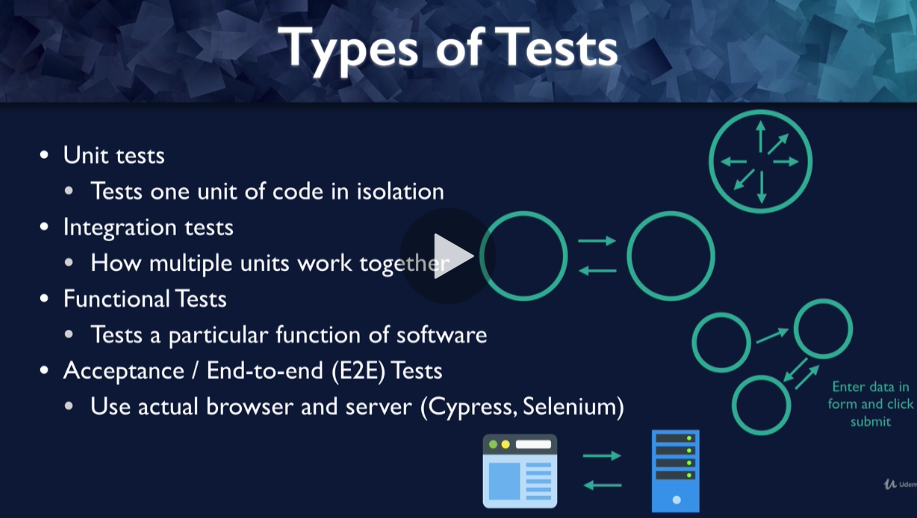 Types of Tests
• Unit tests
• Tests one unit of code in isolation
• Integration tests
• How multiple units work together
• Functional Tests
• Tests a particular function of software
• Acceptance / End-to-end (E2E) Tests
• Use actual browser and server (Cypress, Selenium)
Enter data in
form and click
submit